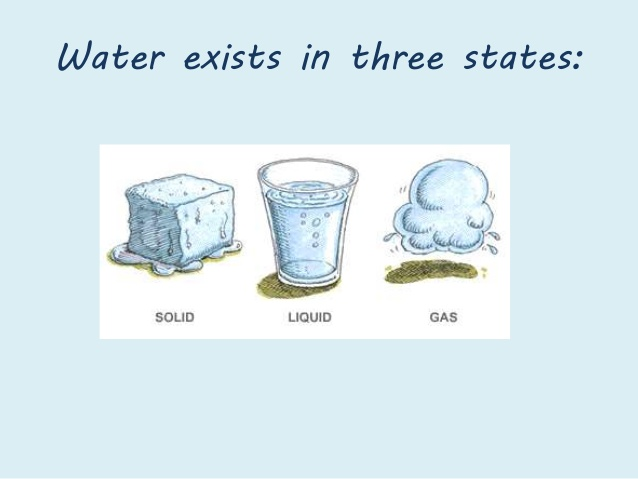 Water exists in three states:
SOLID LIQUID GAS